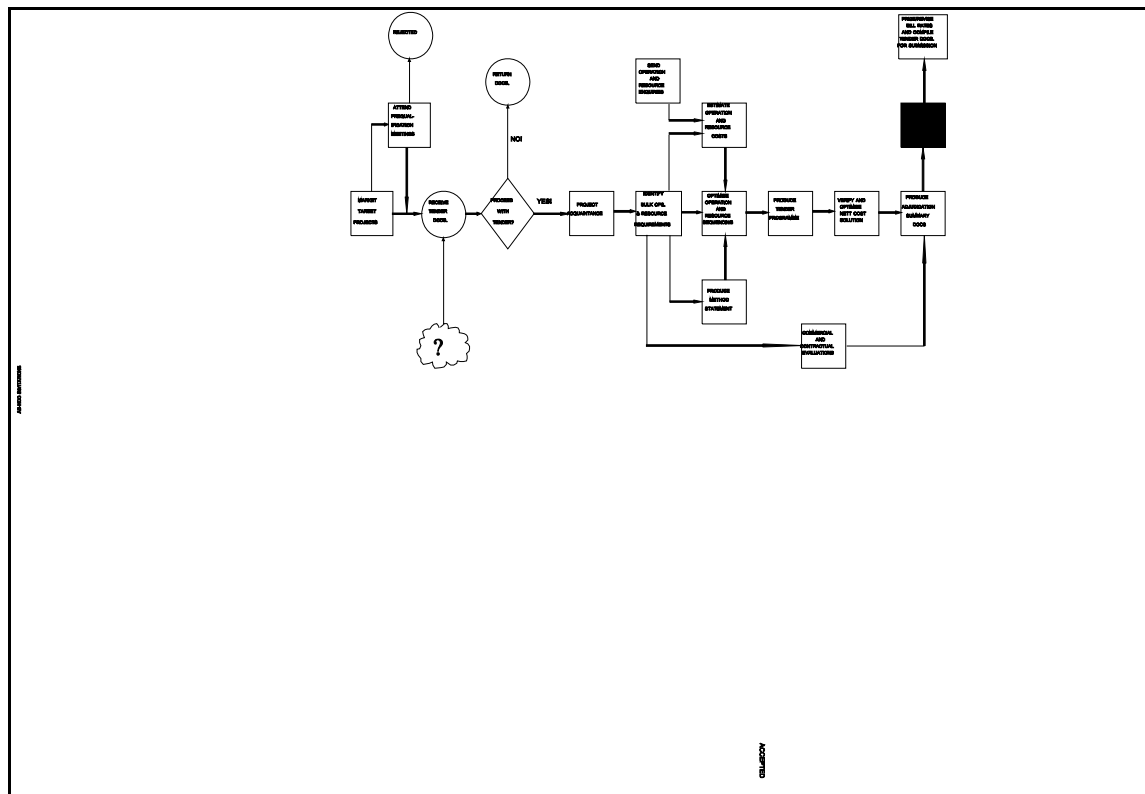 REJECTED
ATTEND
PREQUAL-
IFICATION
MEETINGS
MARKET
TARGET
PROJECTS
RECEIVE
TENDER
DOCS.
?
RETURN
DOCS.
NO!
PROCEED
WITH
TENDER?
YES!
PROJECT
ACQUAINTANCE
IDENTIFY
BULK OPS.
& RESOURCE
REQUIREMENTS
SEND
OPERATION
AND
RESOURCE
ENQUIRIES
ESTIMATE
OPERATION
AND
RESOURCE
COSTS
OPTIMISE
OPERATION
AND
RESOURCE
SEQUENCING
PRODUCE
METHOD
STATEMENT
PRODUCE
TENDER
PROGRAMME
VERIFY AND
OPTIMISE
NETT COST
SOLUTION
COMMERCIAL
AND
CONTRACTUAL
EVALUATIONS
PRODUCE
ADJUDICATION
SUMMARY
DOCS
BILL RATES
AND COMPILE
TENDER DOCS.
FOR SUBMISSION
ACCEPTED